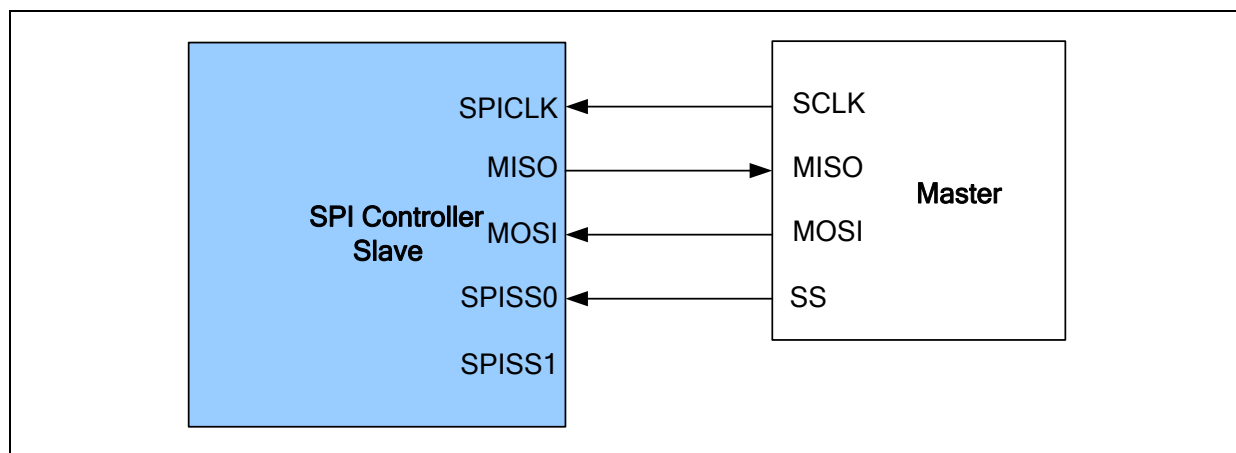 SPICLK
MISO
SPI Controller
Slave
MOSI
SPISS0
SPISS1
SCLK
MISO
Master
MOSI
SS